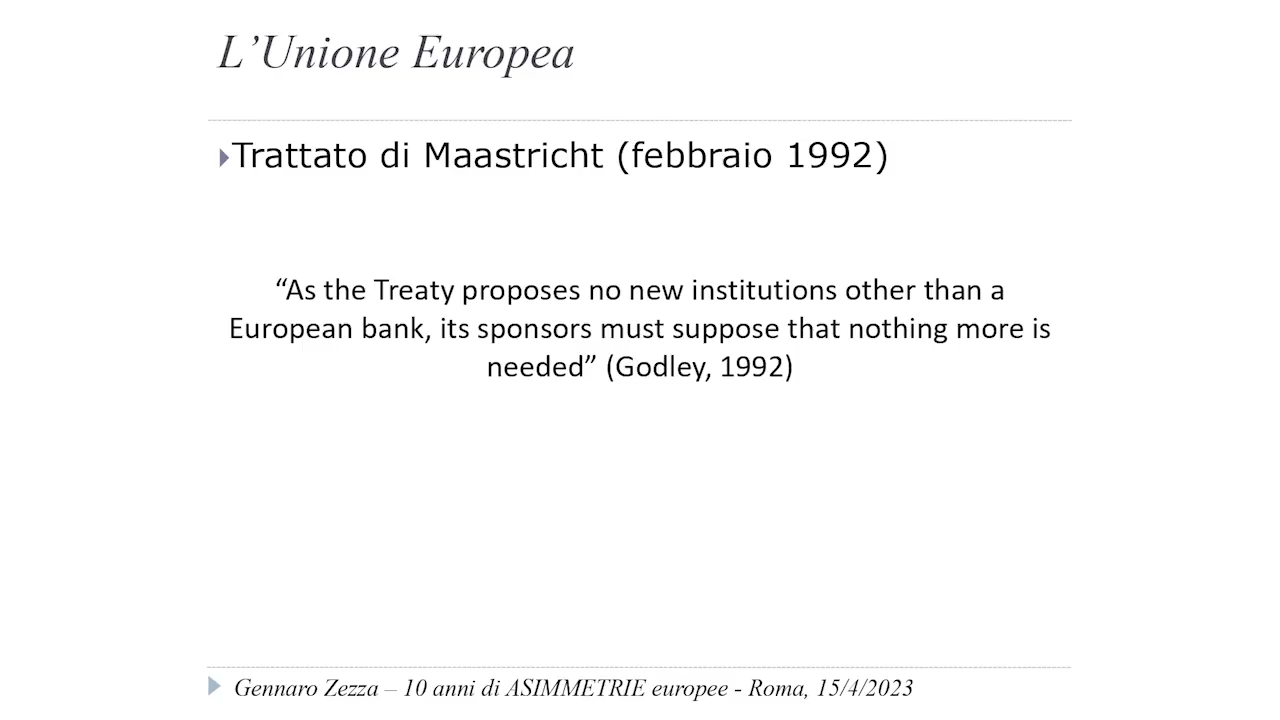 L’Unione Europea
Trattato di Maastricht (febbraio 1992)
“As the Treaty proposes no new institutions other than a
European bank, its sponsors must suppose that nothing more is
needed” (Godley, 1992)
Gennaro Zezza – 10 anni di ASIMMETRIE europee - Roma, 15/4/2023